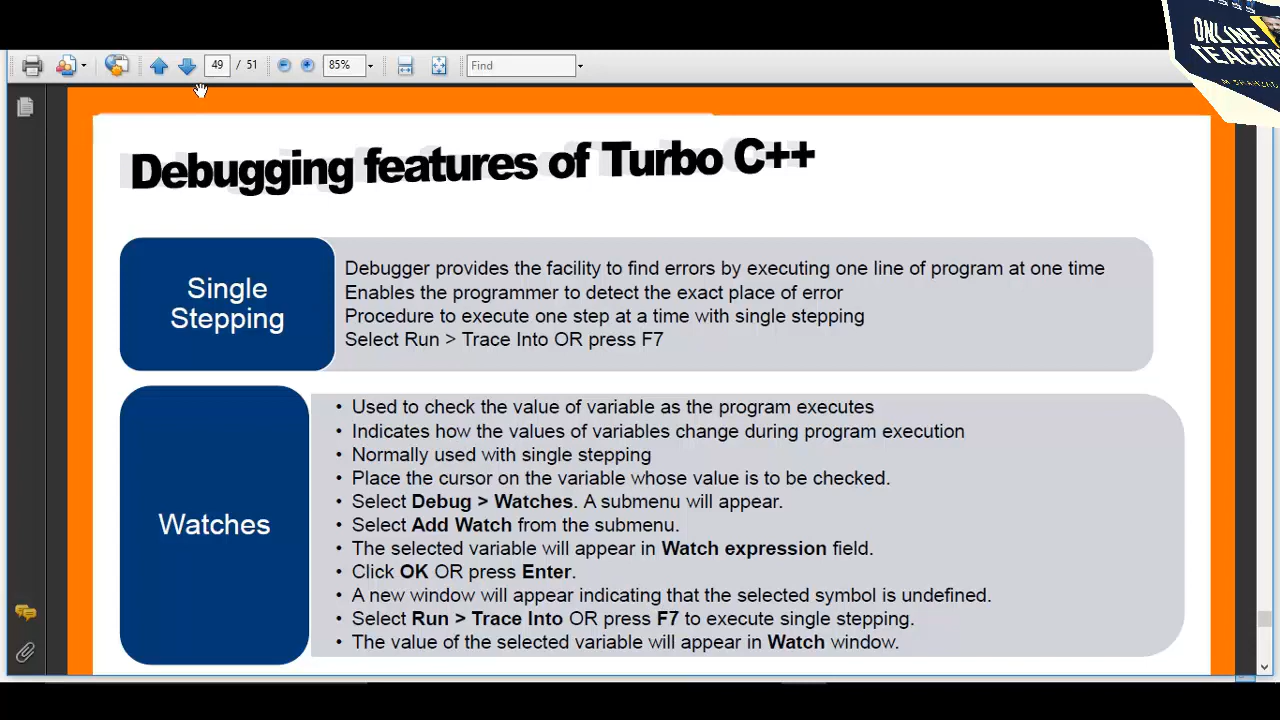 ONLINE
49 / 51
85%
Find
Debugging features of Turbo C++
Single
Stepping
Debugger provides the facility to find errors by executing one line of program at one time
Enables the programmer to detect the exact place of error
Procedure to execute one step at a time with single stepping
Select Run > Trace Into OR press F7
Watches
• Used to check the value of variable as the program executes
• Indicates how the values of variables change during program execution
• Normally used with single stepping
• Place the cursor on the variable whose value is to be checked.
• Select Debug > Watches. A submenu will appear.
• Select Add Watch from the submenu.
• The selected variable will appear in Watch expression field.
• Click OK OR press Enter.
• A new window will appear indicating that the selected symbol is undefined.
• Select Run > Trace Into OR press F7 to execute single stepping.
• The value of the selected variable will appear in Watch window.